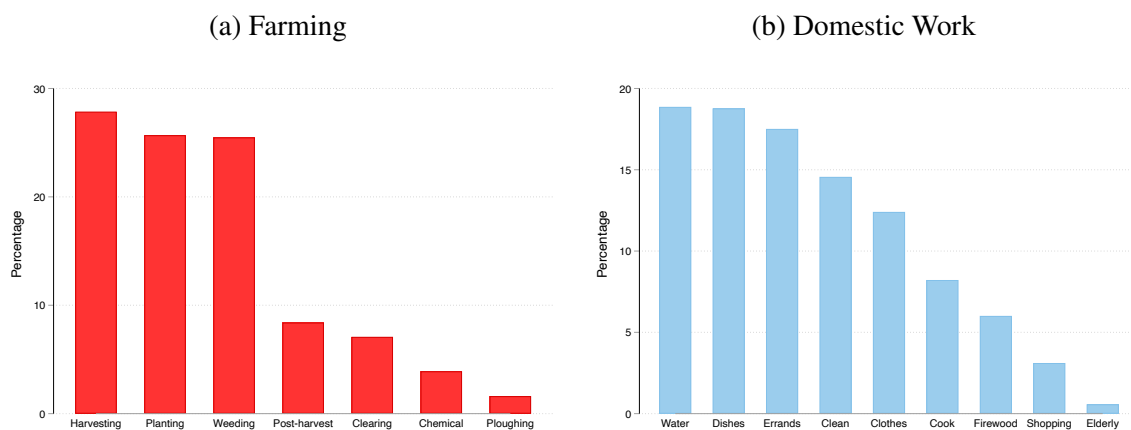 (a) Farming
30
20
10
0
Percentage
Harvesting Planting Weeding Post-harvest Clearing Chemical Ploughing
(b) Domestic Work
20
15
10
5
0
Percentage
Water Dishes Errands Clean Clothes Cook Firewood Shopping Elderly